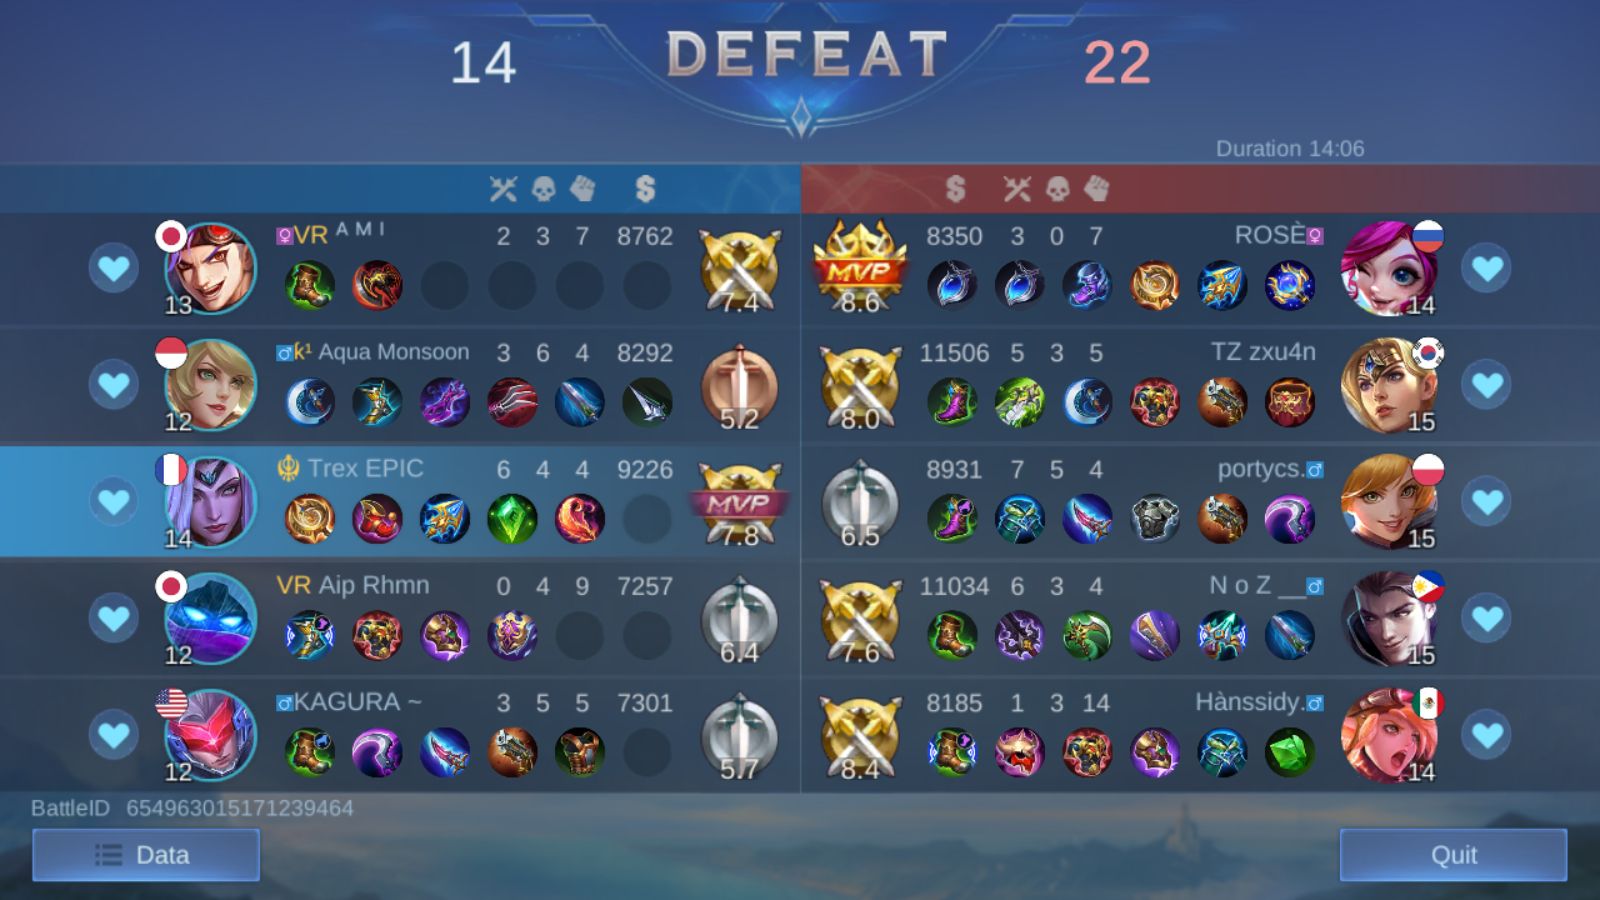 14 DEFEAT 22
Duration 14:06
♀VR A M I 2 3 7 8762 7.4
13
MVP 8.6 8350 3 0 7 ROSÈ♀
14
♂ƙ¹ Aqua Monsoon 3 6 4 8292 5.2
12
8.0 11506 5 3 5 TZ zxu4n
15
Trex EPIC 6 4 4 9226 MVP 7.8
14
6.5 8931 7 5 4 portycs.♂
15
VR Aip Rhmn 0 4 9 7257 6.4
12
7.6 11034 6 3 4 N o Z __♂
15
♂KAGURA ~ 3 5 5 7301 5.7
12
8.4 8185 1 3 14 Hànssidy.♂
14
BattleID 654963015171239464
Data
Quit